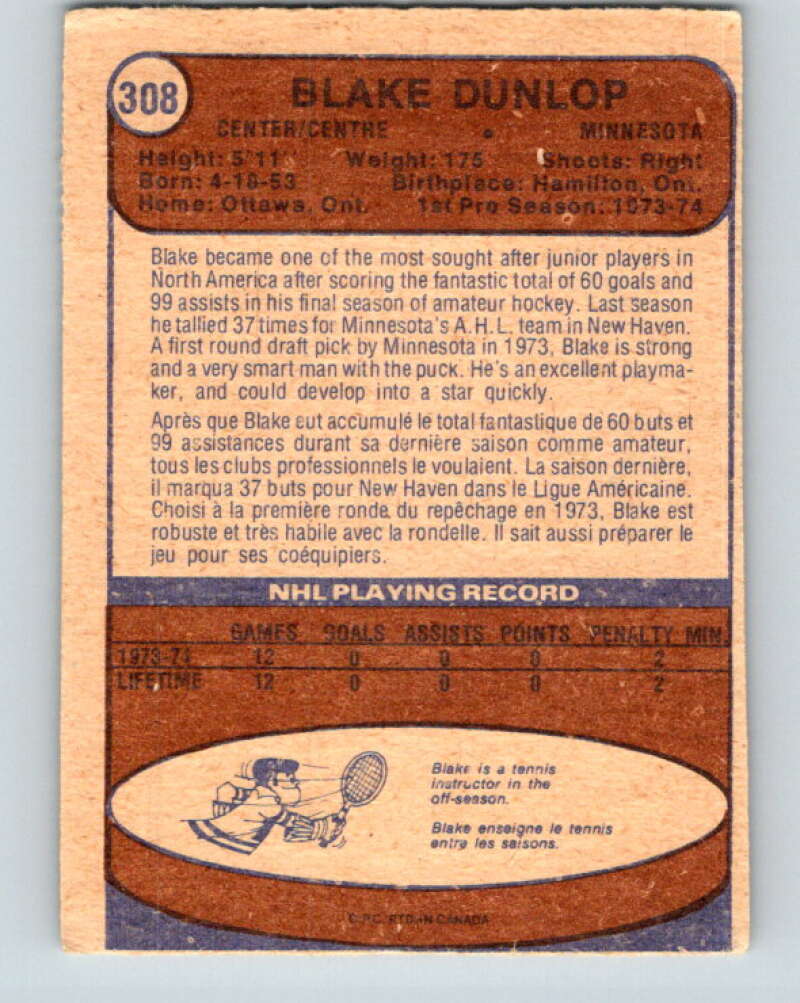 308
BLAKE DUNLOP
CENTER/CENTRE • MINNESOTA
Height: 5'11" Weight: 175 Shoots: Right
Born: 4-18-53 Birthplace: Hamilton, Ont.
Home: Ottawa, Ont. 1st Pro Season: 1973-74
Blake became one of the most sought after junior players in
North America after scoring the fantastic total of 60 goals and
99 assists in his final season of amateur hockey. Last season
he tallied 37 times for Minnesota's A.H.L. team in New Haven.
A first round draft pick by Minnesota in 1973, Blake is strong
and a very smart man with the puck. He's an excellent playma-
ker, and could develop into a star quickly.
Après que Blake eut accumulé le total fantastique de 60 buts et
99 assistances durant sa dernière saison comme amateur,
tous les clubs professionnels le voulaient. La saison dernière,
il marqua 37 buts pour New Haven dans le Ligue Américaine.
Choisi à la première ronde du repêchage en 1973, Blake est
robuste et très habile avec la rondelle. Il sait aussi préparer le
jeu pour ses coéquipiers.
NHL PLAYING RECORD
GAMES GOALS ASSISTS POINTS PENALTY MIN.
1973-74 12 0 0 0 2
LIFETIME 12 0 0 0 2
Blake is a tennis
instructor in the
off-season.
Blake enseigne le tennis
entre les saisons.
O.P.C. PTD. IN CANADA